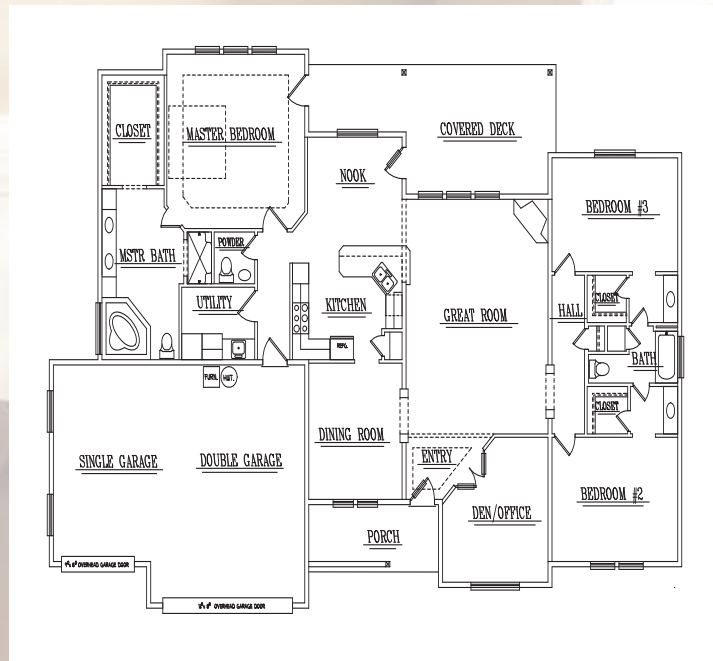 COVERED DECK
CLOSET
MASTER BEDROOM
NOOK
BEDROOM #3
POWDER
MSTR BATH
UTILITY
KITCHEN
GREAT ROOM
HALL
CLOSET
REFG.
BATH
FURN.
HWT.
CLOSET
DINING ROOM
ENTRY
SINGLE GARAGE
DOUBLE GARAGE
BEDROOM #2
DEN/OFFICE
PORCH
OVERHEAD GARAGE DOOR
OVERHEAD GARAGE DOOR